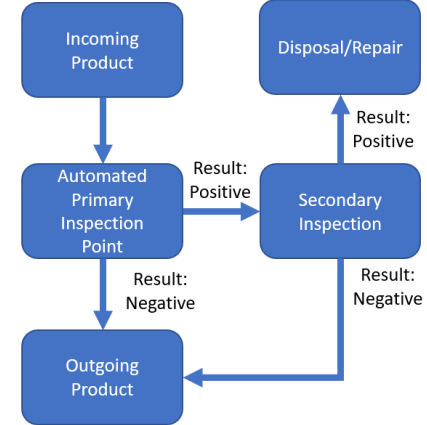 Incoming
Product
Disposal/Repair
Result:
Positive
Automated
Primary
Inspection
Point
Result:
Positive
Secondary
Inspection
Result:
Negative
Result:
Negative
Outgoing
Product